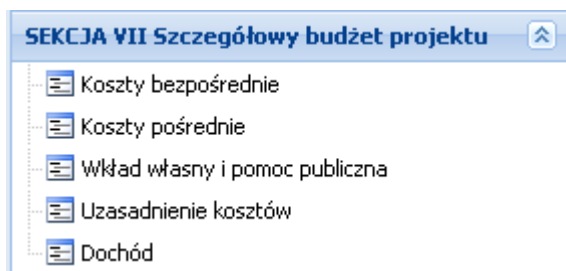 SEKCJA VII Szczegółowy budżet projektu
Koszty bezpośrednie
Koszty pośrednie
Wkład własny i pomoc publiczna
Uzasadnienie kosztów
Dochód